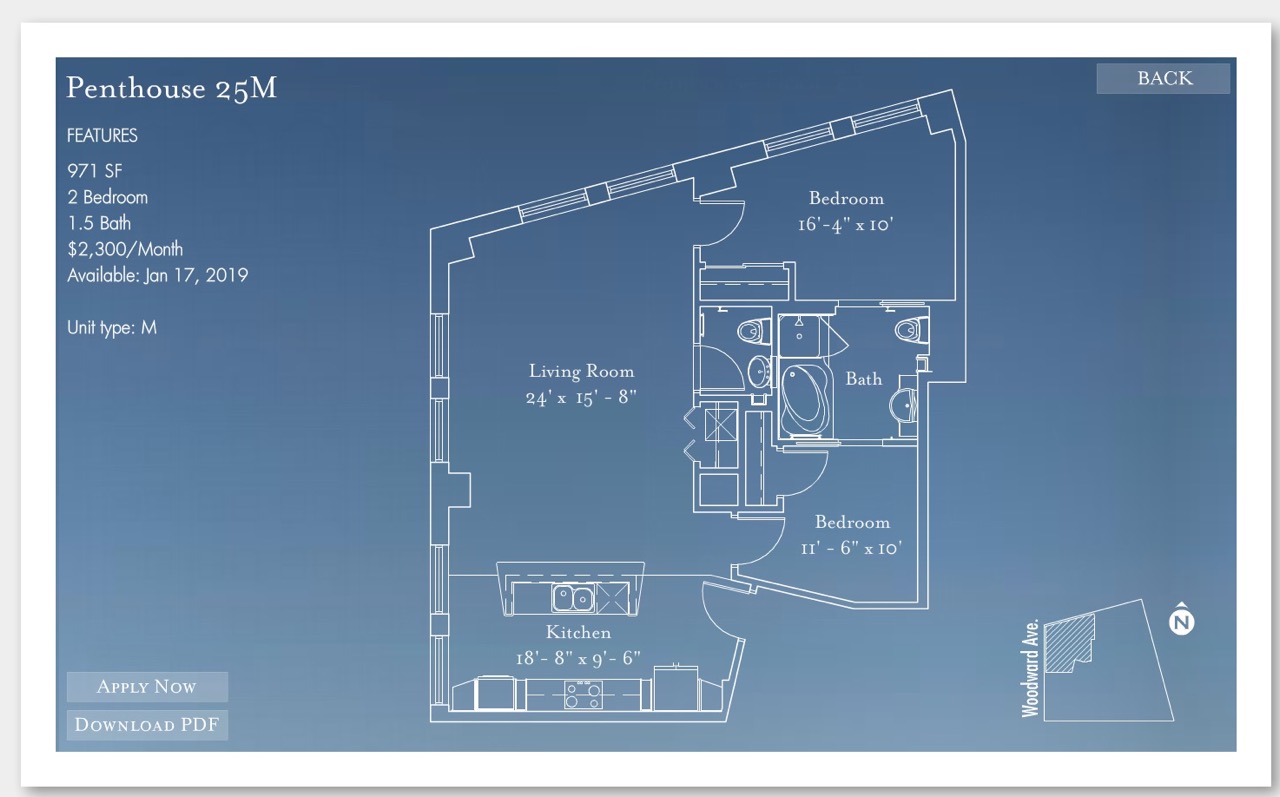 Penthouse 25M
BACK
FEATURES
971 SF
2 Bedroom
1.5 Bath
$2,300/Month
Available: Jan 17, 2019
Unit type: M
Bedroom
16'-4" x 10'
Living Room
24' x 15' - 8"
Bath
Bedroom
11' - 6" x 10'
Kitchen
18'- 8" x 9'- 6"
Woodward Ave.
N
Apply Now
Download PDF